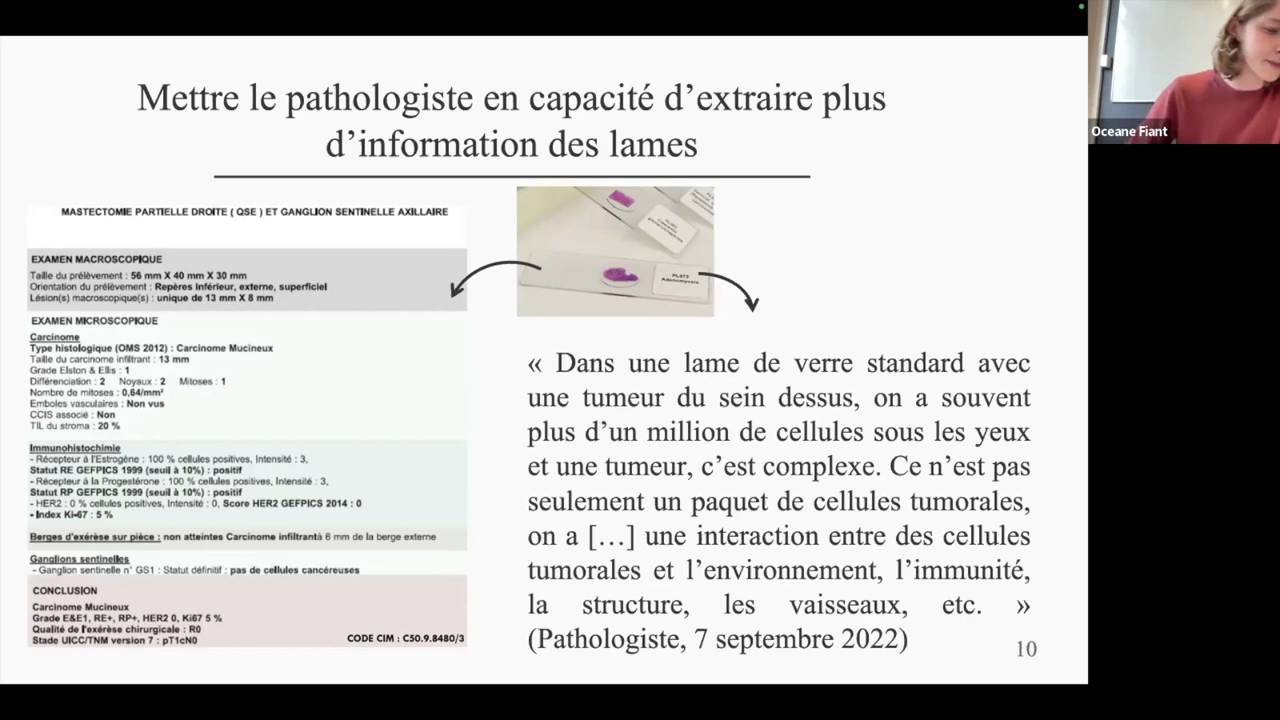 Mettre le pathologiste en capacité d’extraire plus
d’information des lames
MASTECTOMIE PARTIELLE DROITE ( QSE ) ET GANGLION SENTINELLE AXILLAIRE
EXAMEN MACROSCOPIQUE
Taille du prélèvement : 56 mm X 40 mm X 30 mm
Orientation du prélèvement : Repères Inférieur, externe, superficiel
Lésion(s) macroscopique(s) : unique de 13 mm X 8 mm
EXAMEN MICROSCOPIQUE
Carcinome
Type histologique (OMS 2012) : Carcinome Mucineux
Taille du carcinome infiltrant : 13 mm
Grade Elston & Ellis : 1
Différenciation : 2 Noyaux : 2 Mitoses : 1
Nombre de mitoses : 0,64/mm²
Emboles vasculaires : Non vus
CCIS associé : Non
TIL du stroma : 20 %
Immunohistochimie
- Récepteur à l'Estrogène : 100 % cellules positives, Intensité : 3,
Statut RE GEFPICS 1999 (seuil à 10%) : positif
- Récepteur à la Progestérone : 100 % cellules positives, Intensité : 3,
Statut RP GEFPICS 1999 (seuil à 10%) : positif
- HER2 : 0 % cellules positives, Intensité : 0, Score HER2 GEFPICS 2014 : 0
- Index Ki-67 : 5 %
Berges d'exérèse sur pièce : non atteintes Carcinome infiltrantà 6 mm de la berge externe
Ganglions sentinelles
- Ganglion sentinelle n° GS1 : Statut définitif : pas de cellules cancéreuses
CONCLUSION
Carcinome Mucineux
Grade E&E1, RE+, RP+, HER2 0, Ki67 5 %
Qualité de l'exérèse chirurgicale : R0
Stade UICC/TNM version 7 : pT1cN0
CODE CIM : C50.9.8480/3
« Dans une lame de verre standard avec
une tumeur du sein dessus, on a souvent
plus d’un million de cellules sous les yeux
et une tumeur, c’est complexe. Ce n’est pas
seulement un paquet de cellules tumorales,
on a […] une interaction entre des cellules
tumorales et l’environnement, l’immunité,
la structure, les vaisseaux, etc. »
(Pathologiste, 7 septembre 2022)
10
Oceane Fiant